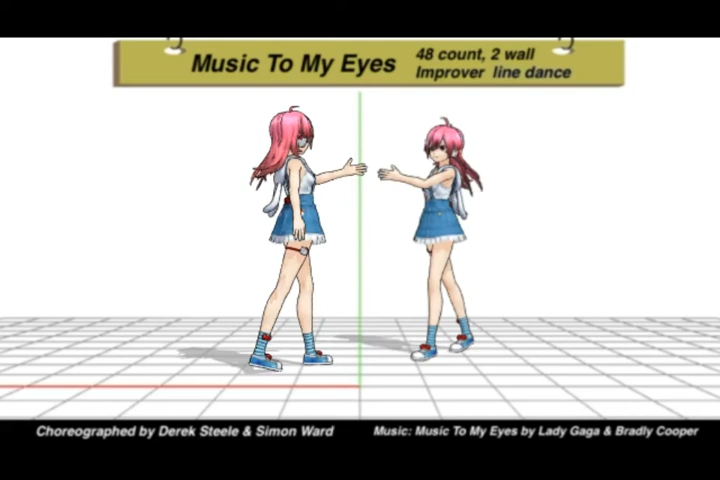 Music To My Eyes
48 count, 2 wall
Improver line dance
Choreographed by Derek Steele & Simon Ward
Music: Music To My Eyes by Lady Gaga & Bradly Cooper